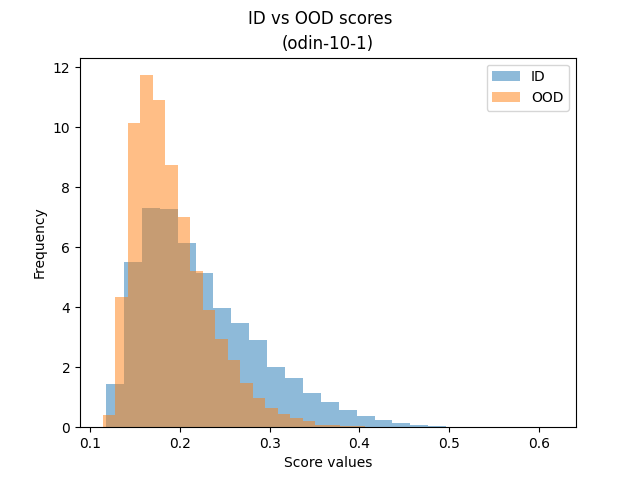 ID vs OOD scores
(odin-10-1)
ID
OOD
12
10
8
6
4
2
0
Frequency
0.1
0.2
0.3
0.4
0.5
0.6
Score values